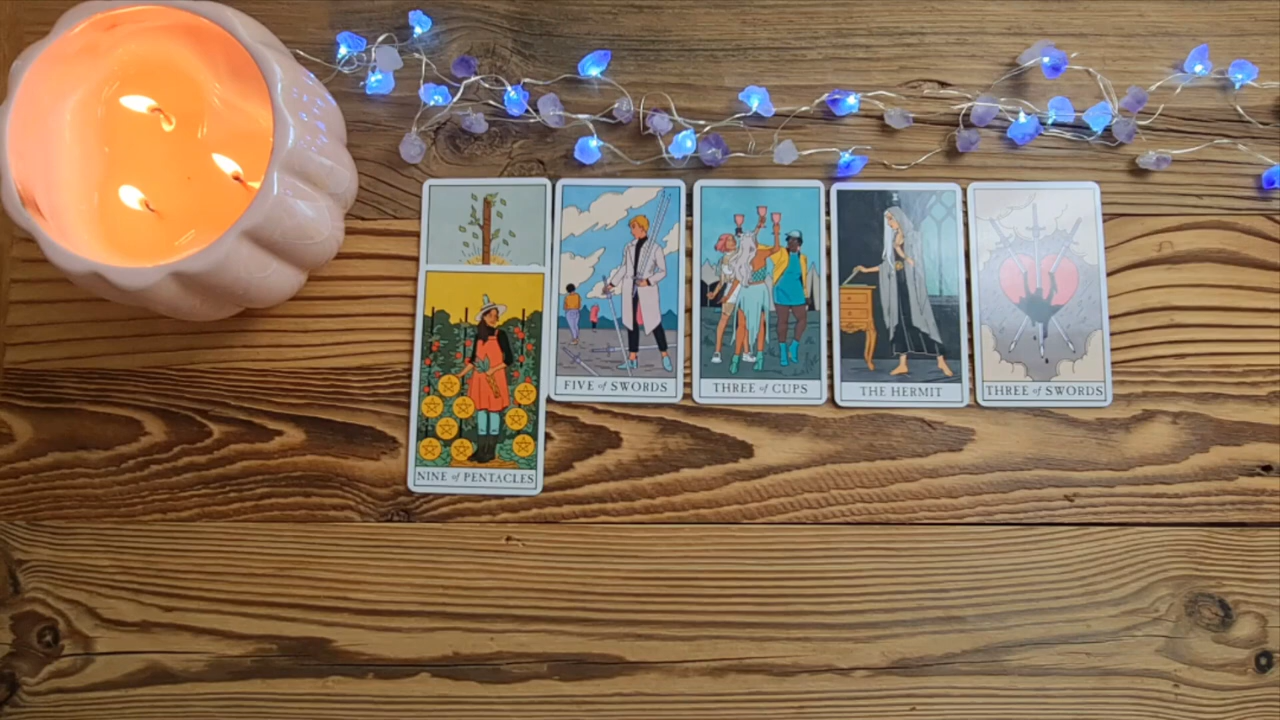 FIVE of SWORDS
THREE of CUPS
THE HERMIT
THREE of SWORDS
NINE of PENTACLES